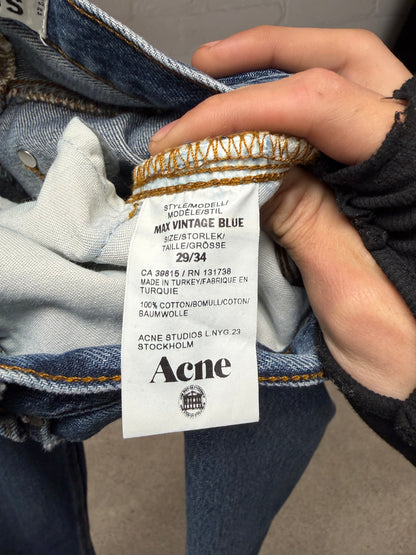 STYLE/MODELL/
MODÈLE/STIL
MAX VINTAGE BLUE
SIZE/STORLEK/
TAILLE/GRÖSSE
29/34
CA 39815 / RN 131738
MADE IN TURKEY/FABRIQUE EN
TURQUIE
100% COTTON/BOMULL/COTON/
BAUMWOLLE
ACNE STUDIOS L.NYG.23
STOCKHOLM
Acne